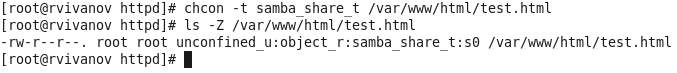 [root@rvivanov httpd]# chcon -t samba_share_t /var/www/html/test.html
[root@rvivanov httpd]# ls -Z /var/www/html/test.html
-rw-r--r--. root root unconfined_u:object_r:samba_share_t:s0 /var/www/html/test.html
[root@rvivanov httpd]#